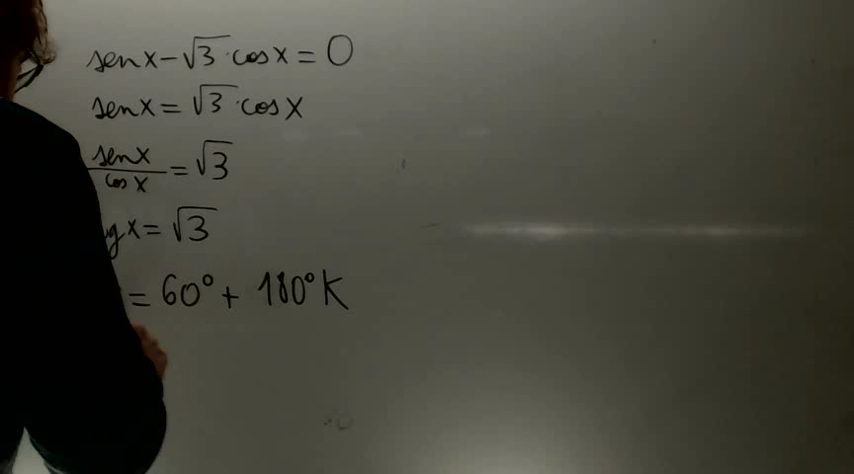 sen x - √3 · cos x = 0
sen x = √3 · cos x
sen x / cos x = √3
g x = √3
= 60° + 180° K